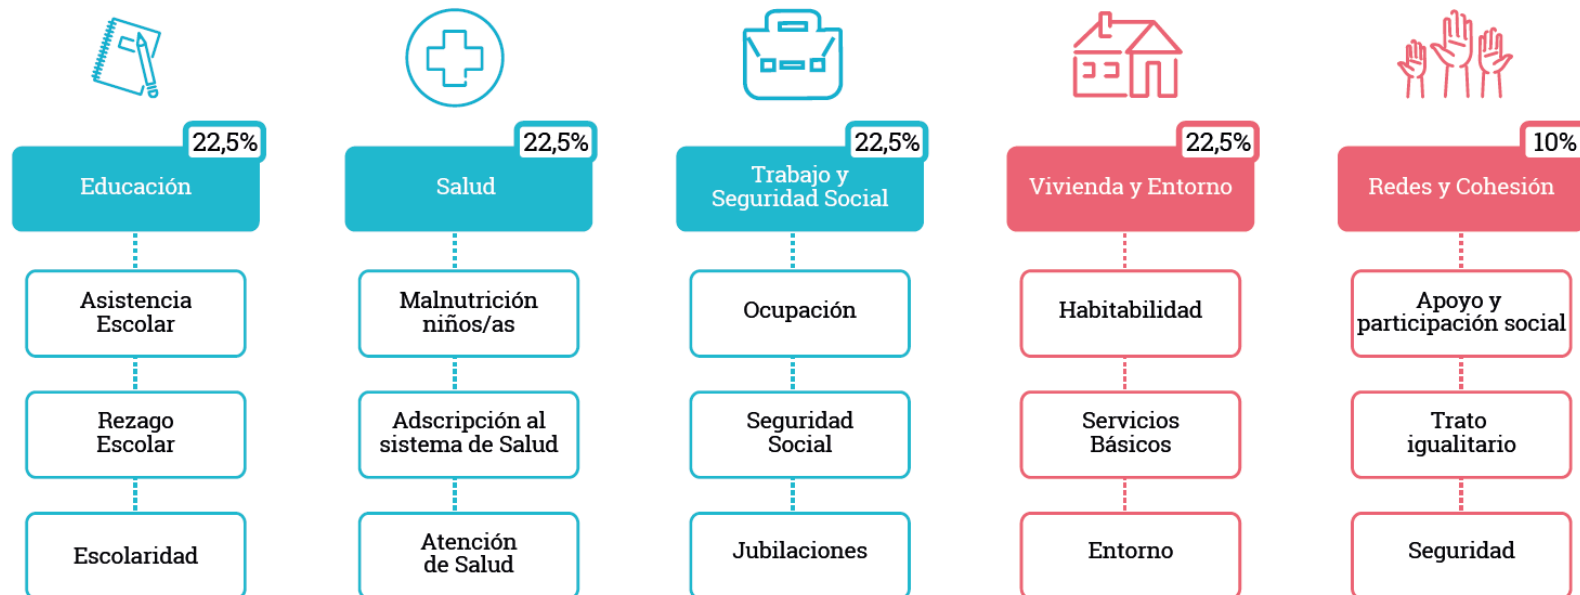 22,5%
Educación
Asistencia
Escolar
Rezago
Escolar
Escolaridad
22,5%
Salud
Malnutrición
niños/as
Adscripción al
sistema de Salud
Atención
de Salud
22,5%
Trabajo y
Seguridad Social
Ocupación
Seguridad
Social
Jubilaciones
22,5%
Vivienda y Entorno
Habitabilidad
Servicios
Básicos
Entorno
10%
Redes y Cohesión
Apoyo y
participación social
Trato
igualitario
Seguridad